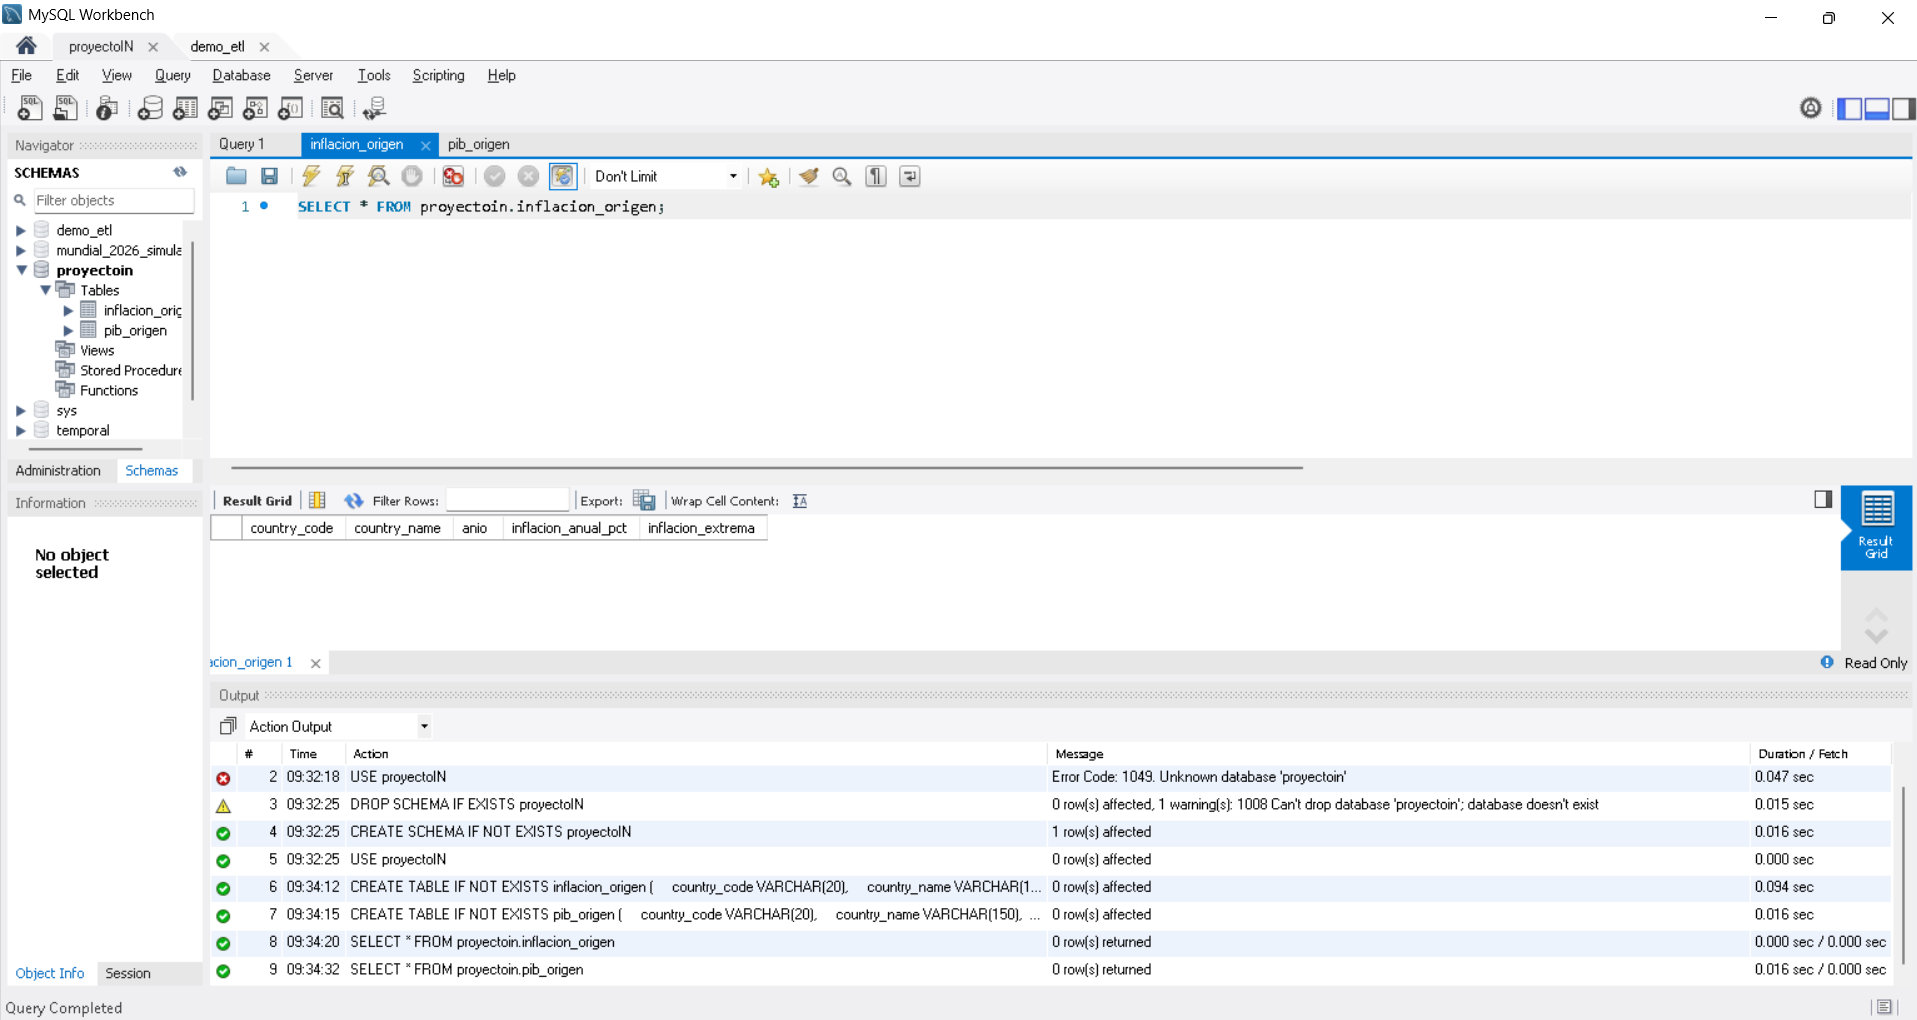 MySQL Workbench
proyectoIN
demo_etl
File Edit View Query Database Server Tools Scripting Help
Navigator
SCHEMAS
Filter objects
demo_etl
mundial_2026_simula
proyectoin
Tables
inflacion_orig
pib_origen
Views
Stored Procedure
Functions
sys
temporal
Administration Schemas
Information
No object
selected
Object Info Session
Query 1 inflacion_origen pib_origen
Don't Limit
1 SELECT * FROM proyectoin.inflacion_origen;
Result Grid Filter Rows: Export: Wrap Cell Content:
country_code country_name anio inflacion_anual_pct inflacion_extrema
Result
Grid
acion_origen 1
Read Only
Output
Action Output
# Time Action Message Duration / Fetch
2 09:32:18 USE proyectoIN Error Code: 1049. Unknown database 'proyectoin' 0.047 sec
3 09:32:25 DROP SCHEMA IF EXISTS proyectoIN 0 row(s) affected, 1 warning(s): 1008 Can't drop database 'proyectoin'; database doesn't exist 0.015 sec
4 09:32:25 CREATE SCHEMA IF NOT EXISTS proyectoIN 1 row(s) affected 0.016 sec
5 09:32:25 USE proyectoIN 0 row(s) affected 0.000 sec
6 09:34:12 CREATE TABLE IF NOT EXISTS inflacion_origen ( country_code VARCHAR(20), country_name VARCHAR(1... 0 row(s) affected 0.094 sec
7 09:34:15 CREATE TABLE IF NOT EXISTS pib_origen ( country_code VARCHAR(20), country_name VARCHAR(150), ... 0 row(s) affected 0.016 sec
8 09:34:20 SELECT * FROM proyectoin.inflacion_origen 0 row(s) returned 0.000 sec / 0.000 sec
9 09:34:32 SELECT * FROM proyectoin.pib_origen 0 row(s) returned 0.016 sec / 0.000 sec
Query Completed